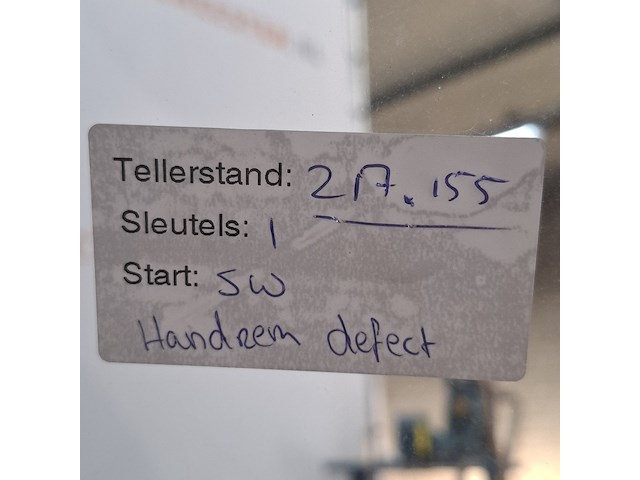 Tellerstand: 217.155
Sleutels: 1
Start: SW
Handrem defect